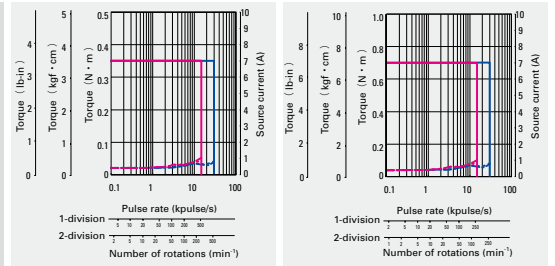 5 0.5 10
9
4 4 0.4 8
7
3 3 0.3 6
5
2 2 0.2 4
3
1 1 0.1 2
1
0 0 0 0
Torque （ lb-in ）
Torque （ kgf・cm ）
Torque （N・m ）
Source current (A)
0.1 1 10 100
Pulse rate (kpulse/s)
1-division
2-division
Number of rotations (min-1)
10 1.0 10
9
8 8 0.8 8
7
6 6 0.6 6
5
4 4 0.4 4
3
2 2 0.2 2
1
0 0 0 0
Torque （ lb-in ）
Torque （ kgf・cm ）
Torque （N・m ）
Source current (A)
0.1 1 10 100
Pulse rate (kpulse/s)
1-division
2-division
Number of rotations (min-1)